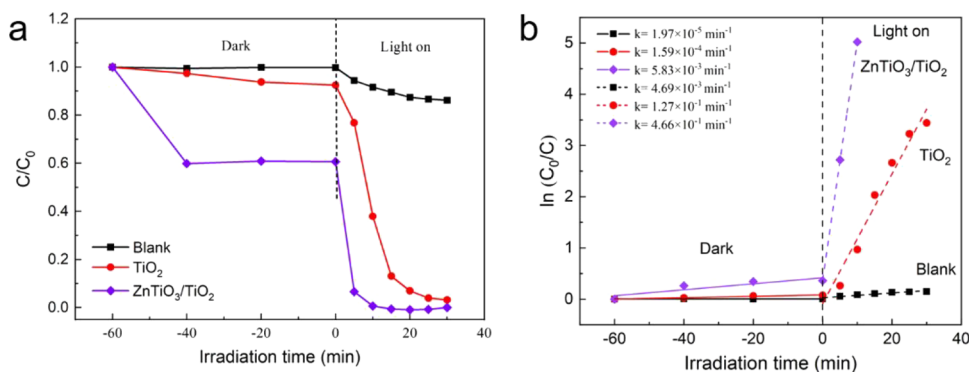 a
Dark
Light on
1.2
1.0
0.8
0.6
0.4
0.2
0.0
C/C₀
Blank
TiO₂
ZnTiO₃/TiO₂
-60
-40
-20
0
20
40
Irradiation time (min)
b
k= 1.97×10⁻⁵ min⁻¹
k= 1.59×10⁻⁴ min⁻¹
k= 5.83×10⁻³ min⁻¹
k= 4.69×10⁻³ min⁻¹
k= 1.27×10⁻¹ min⁻¹
k= 4.66×10⁻¹ min⁻¹
Light on
ZnTiO₃/TiO₂
TiO₂
Dark
Blank
5
4
3
2
1
0
ln (C₀/C)
-60
-40
-20
0
20
40
Irradiation time (min)